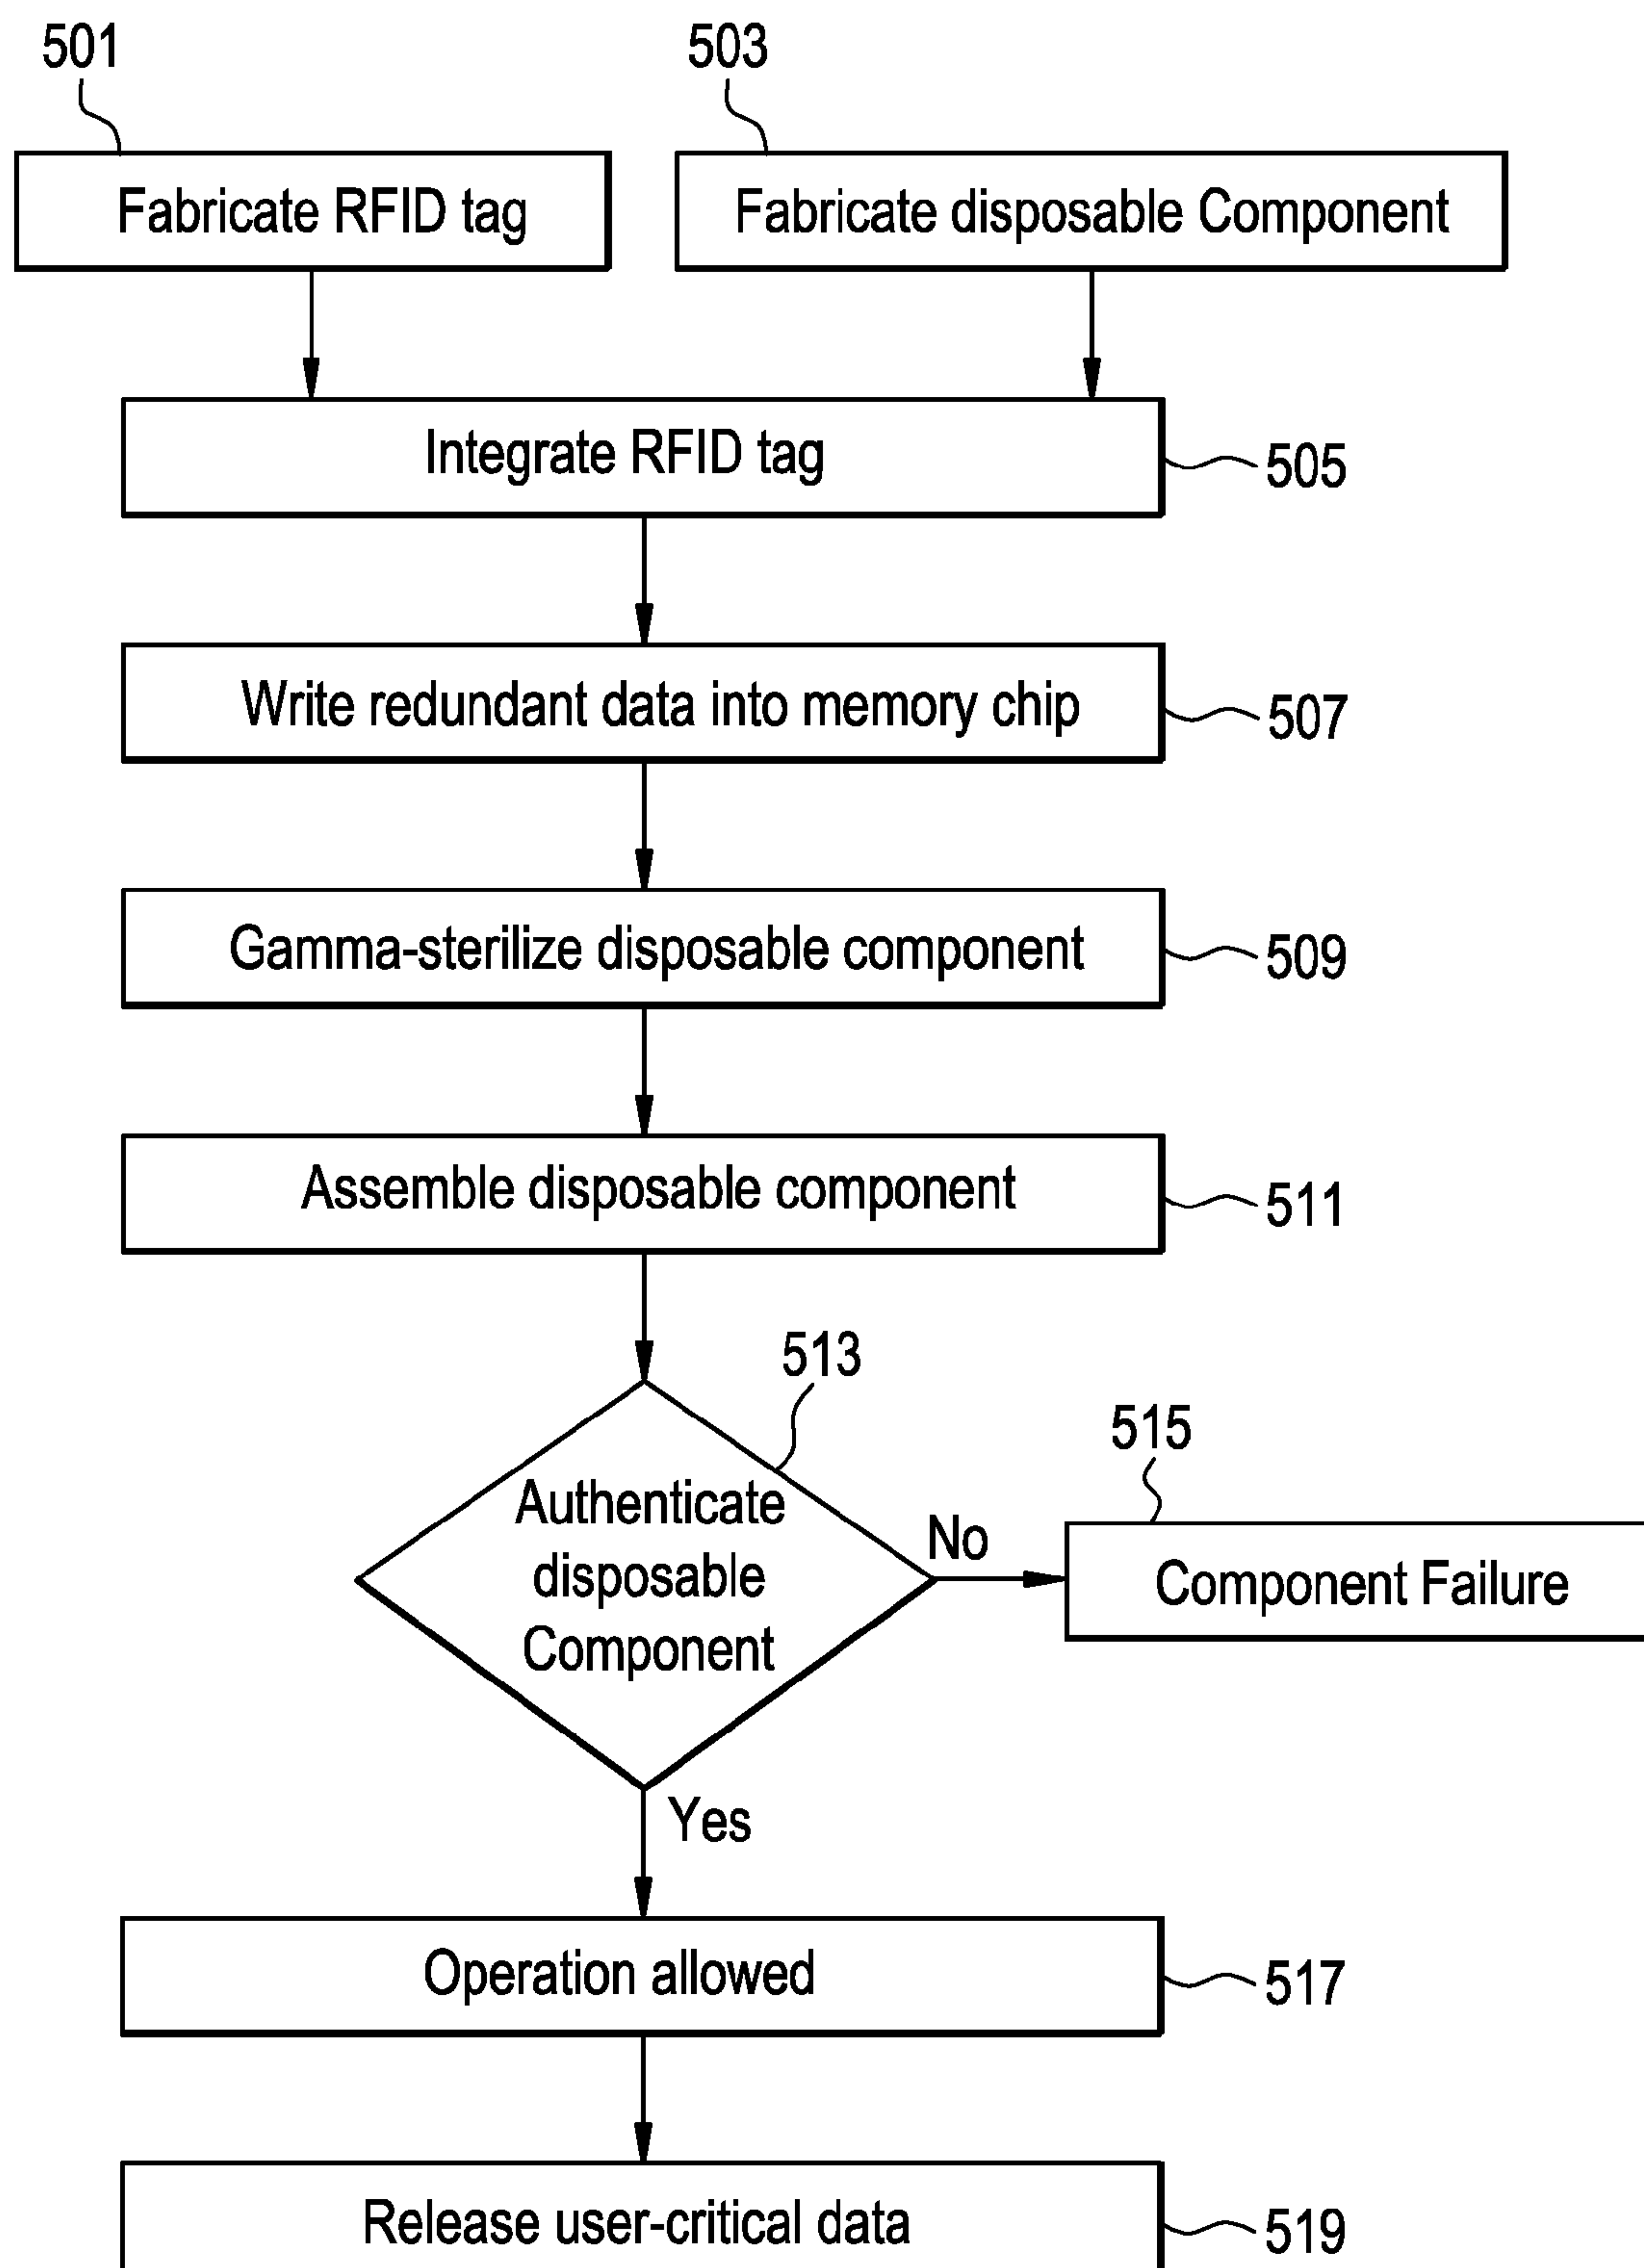 501
503
Fabricate RFID tag
Fabricate disposable Component
Integrate RFID tag
505
Write redundant data into memory chip
507
Gamma-sterilize disposable component
509
Assemble disposable component
511
513
515
Authenticate
disposable
Component
No
Component Failure
Yes
Operation allowed
517
Release user-critical data
519